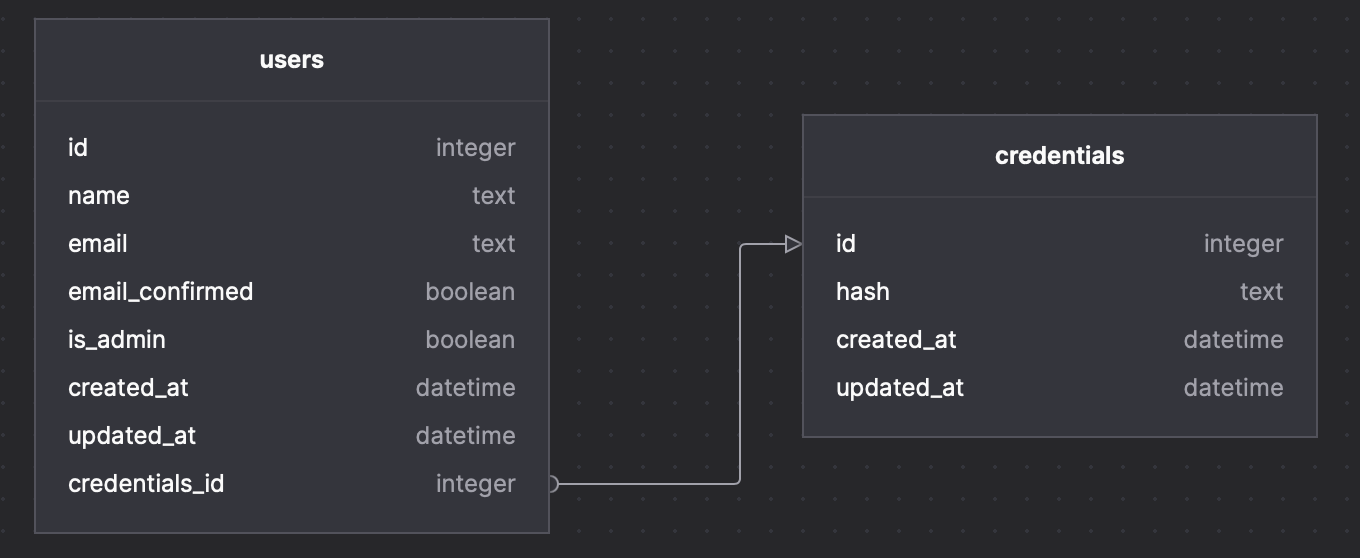 users
id integer
name text
email text
email_confirmed boolean
is_admin boolean
created_at datetime
updated_at datetime
credentials_id integer
credentials
id integer
hash text
created_at datetime
updated_at datetime